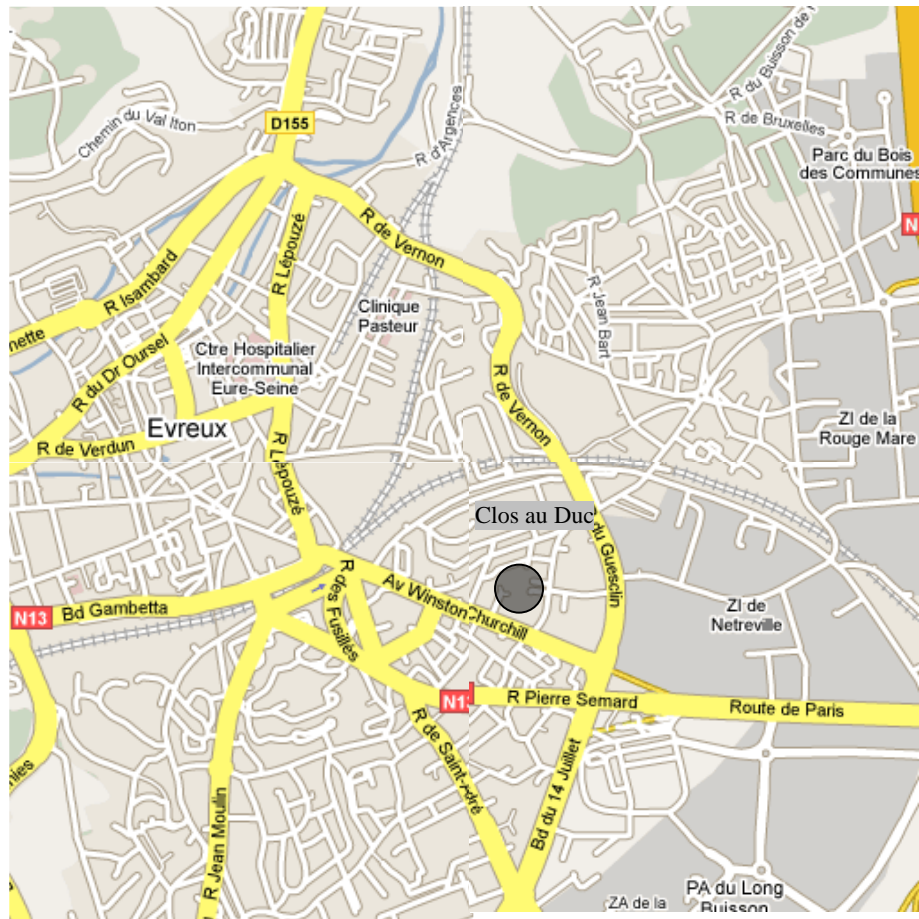 R du Buisson de
Chemin du Val Iton
D155
R d'Argences
R de Bruxelles
Parc du Bois
des Communes
N
R de Vernon
R Lépouzé
R Isambard
R Jean Bart
Clinique
Pasteur
Ctre Hospitalier
Intercommunal
Eure-Seine
R du Dr Oursel
R de Vernon
ZI de la
Rouge Mare
Evreux
R de Verdun
R Lépouzé
Clos au Duc
du Guesclin
R des Fusillés
Av Winston Churchill
N13
Bd Gambetta
ZI de
Netreville
N13
R Pierre Semard
Route de Paris
R de Saint-
Bd du 14 Juillet
R Jean Moulin
PA du Long
Buisson
ZA de la